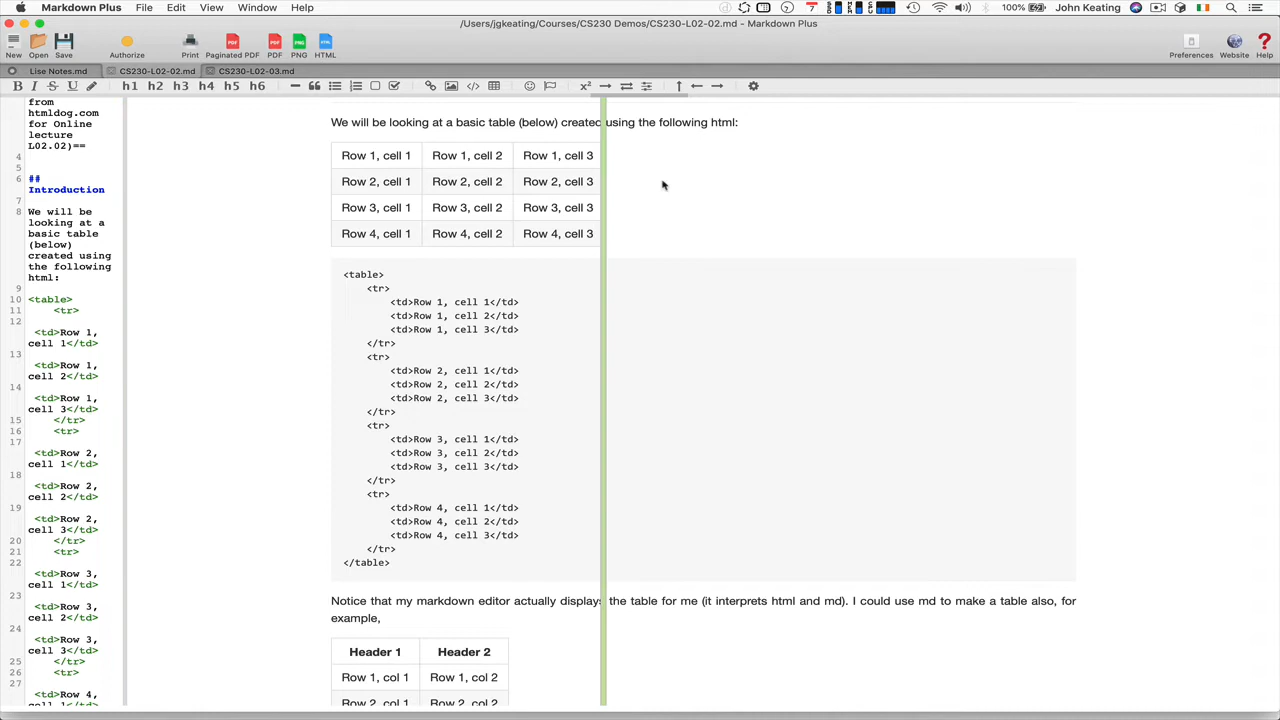 Markdown Plus File Edit View Window Help 7 100% John Keating
/Users/jgkeating/Courses/CS230 Demos/CS230-L02-02.md - Markdown Plus
New Open Save Authorize Print Paginated PDF PDF PNG HTML Preferences Website Help
Lise Notes.md CS230-L02-02.md CS230-L02-03.md
B I S U h1 h2 h3 h4 h5 h6
from
htmldog.com
for Online
lecture
L02.02)==
4
5
6 ##
Introduction
7
8 We will be
looking at a
basic table
(below)
created using
the following
html:
9
10 <table>
11 <tr>
12
<td>Row 1,
cell 1</td>
13
<td>Row 1,
cell 2</td>
14
<td>Row 1,
cell 3</td>
15 </tr>
16 <tr>
17
<td>Row 2,
cell 1</td>
18
<td>Row 2,
cell 2</td>
19
<td>Row 2,
cell 3</td>
20 </tr>
21 <tr>
22
<td>Row 3,
cell 1</td>
23
<td>Row 3,
cell 2</td>
24
<td>Row 3,
cell 3</td>
25 </tr>
26 <tr>
27
<td>Row 4,
We will be looking at a basic table (below) created using the following html:
Row 1, cell 1 Row 1, cell 2 Row 1, cell 3
Row 2, cell 1 Row 2, cell 2 Row 2, cell 3
Row 3, cell 1 Row 3, cell 2 Row 3, cell 3
Row 4, cell 1 Row 4, cell 2 Row 4, cell 3
<table>
<tr>
<td>Row 1, cell 1</td>
<td>Row 1, cell 2</td>
<td>Row 1, cell 3</td>
</tr>
<tr>
<td>Row 2, cell 1</td>
<td>Row 2, cell 2</td>
<td>Row 2, cell 3</td>
</tr>
<tr>
<td>Row 3, cell 1</td>
<td>Row 3, cell 2</td>
<td>Row 3, cell 3</td>
</tr>
<tr>
<td>Row 4, cell 1</td>
<td>Row 4, cell 2</td>
<td>Row 4, cell 3</td>
</tr>
</table>
Notice that my markdown editor actually displays the table for me (it interprets html and md). I could use md to make a table also, for
example,
Header 1 Header 2
Row 1, col 1 Row 1, col 2
Row 2, col 1 Row 2, col 2